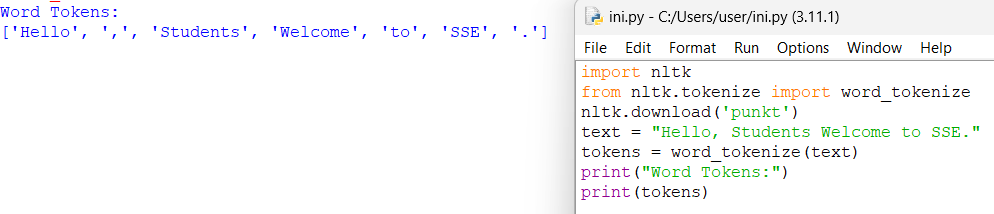 Word Tokens:
['Hello', ',', 'Students', 'Welcome', 'to', 'SSE', '.']
ini.py - C:/Users/user/ini.py (3.11.1)
File Edit Format Run Options Window Help
import nltk
from nltk.tokenize import word_tokenize
nltk.download('punkt')
text = "Hello, Students Welcome to SSE."
tokens = word_tokenize(text)
print("Word Tokens:")
print(tokens)